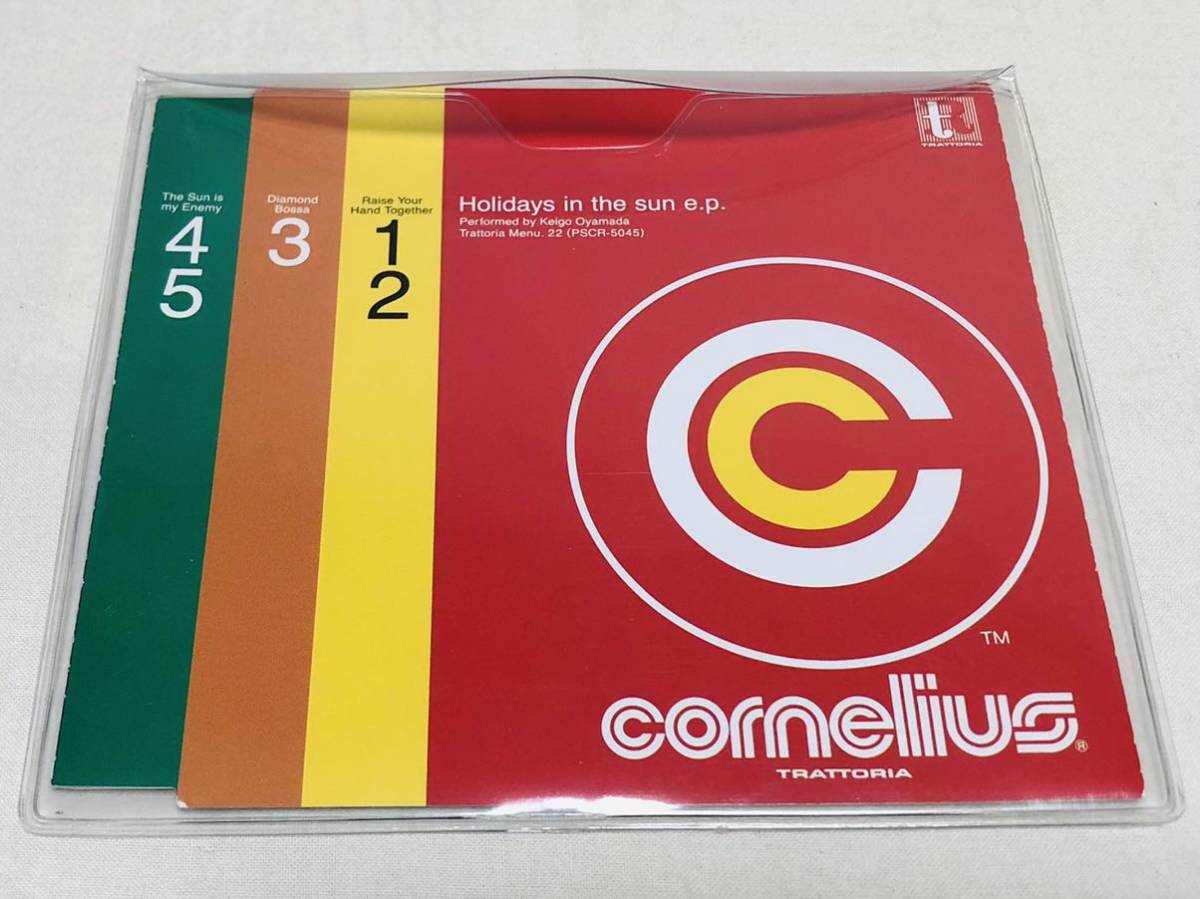 The Sun is
my Enemy
4
5
Diamond
Bossa
3
Raise Your
Hand Together
1
2
Holidays in the sun e.p.
Performed by Keigo Oyamada
Trattoria Menu. 22 (PSCR-5045)
t
TRATTORIA
C
C
TM
cornelius®
TRATTORIA